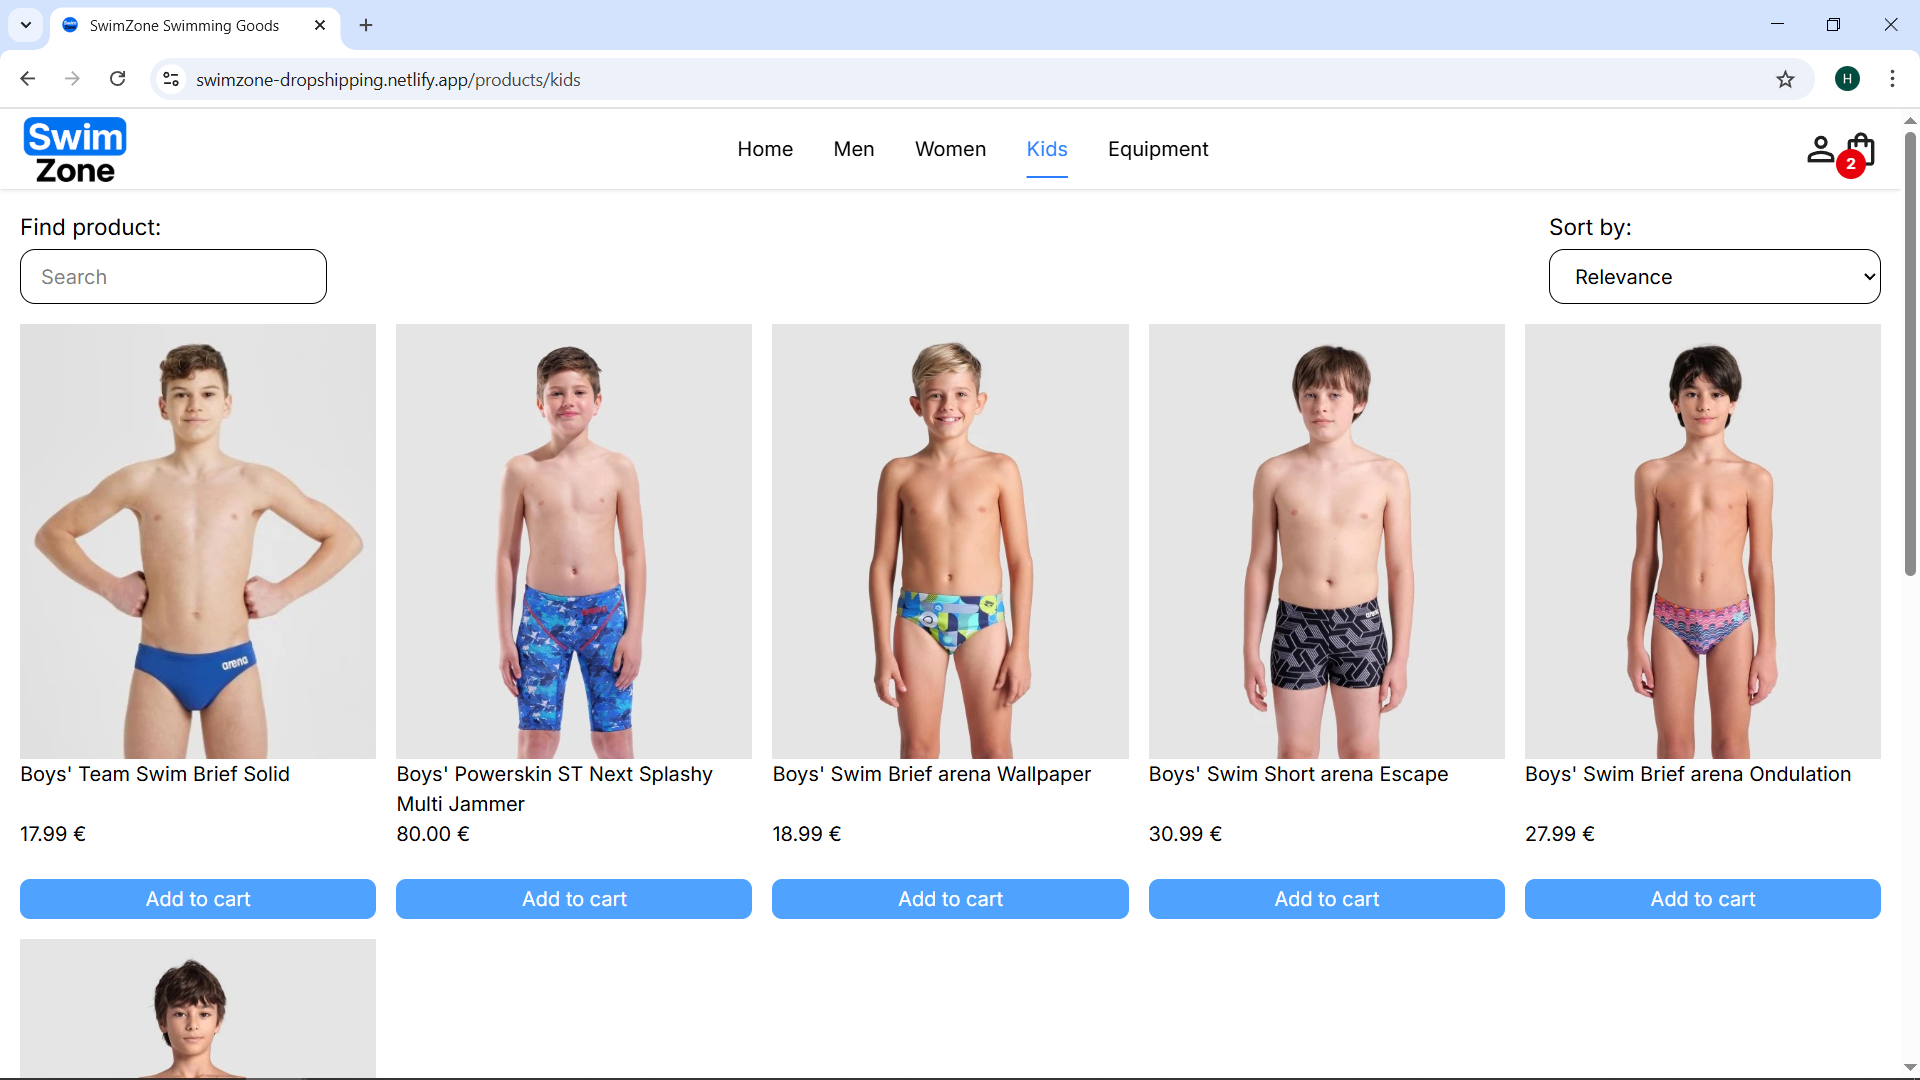 SwimZone Swimming Goods
swimzone-dropshipping.netlify.app/products/kids
H
Swim
Zone
Home Men Women Kids Equipment
2
Find product:
Sort by:
Search
Relevance
arena
arena
Boys' Team Swim Brief Solid
Boys' Powerskin ST Next Splashy
Multi Jammer
Boys' Swim Brief arena Wallpaper
Boys' Swim Short arena Escape
Boys' Swim Brief arena Ondulation
17.99 €
80.00 €
18.99 €
30.99 €
27.99 €
Add to cart
Add to cart
Add to cart
Add to cart
Add to cart